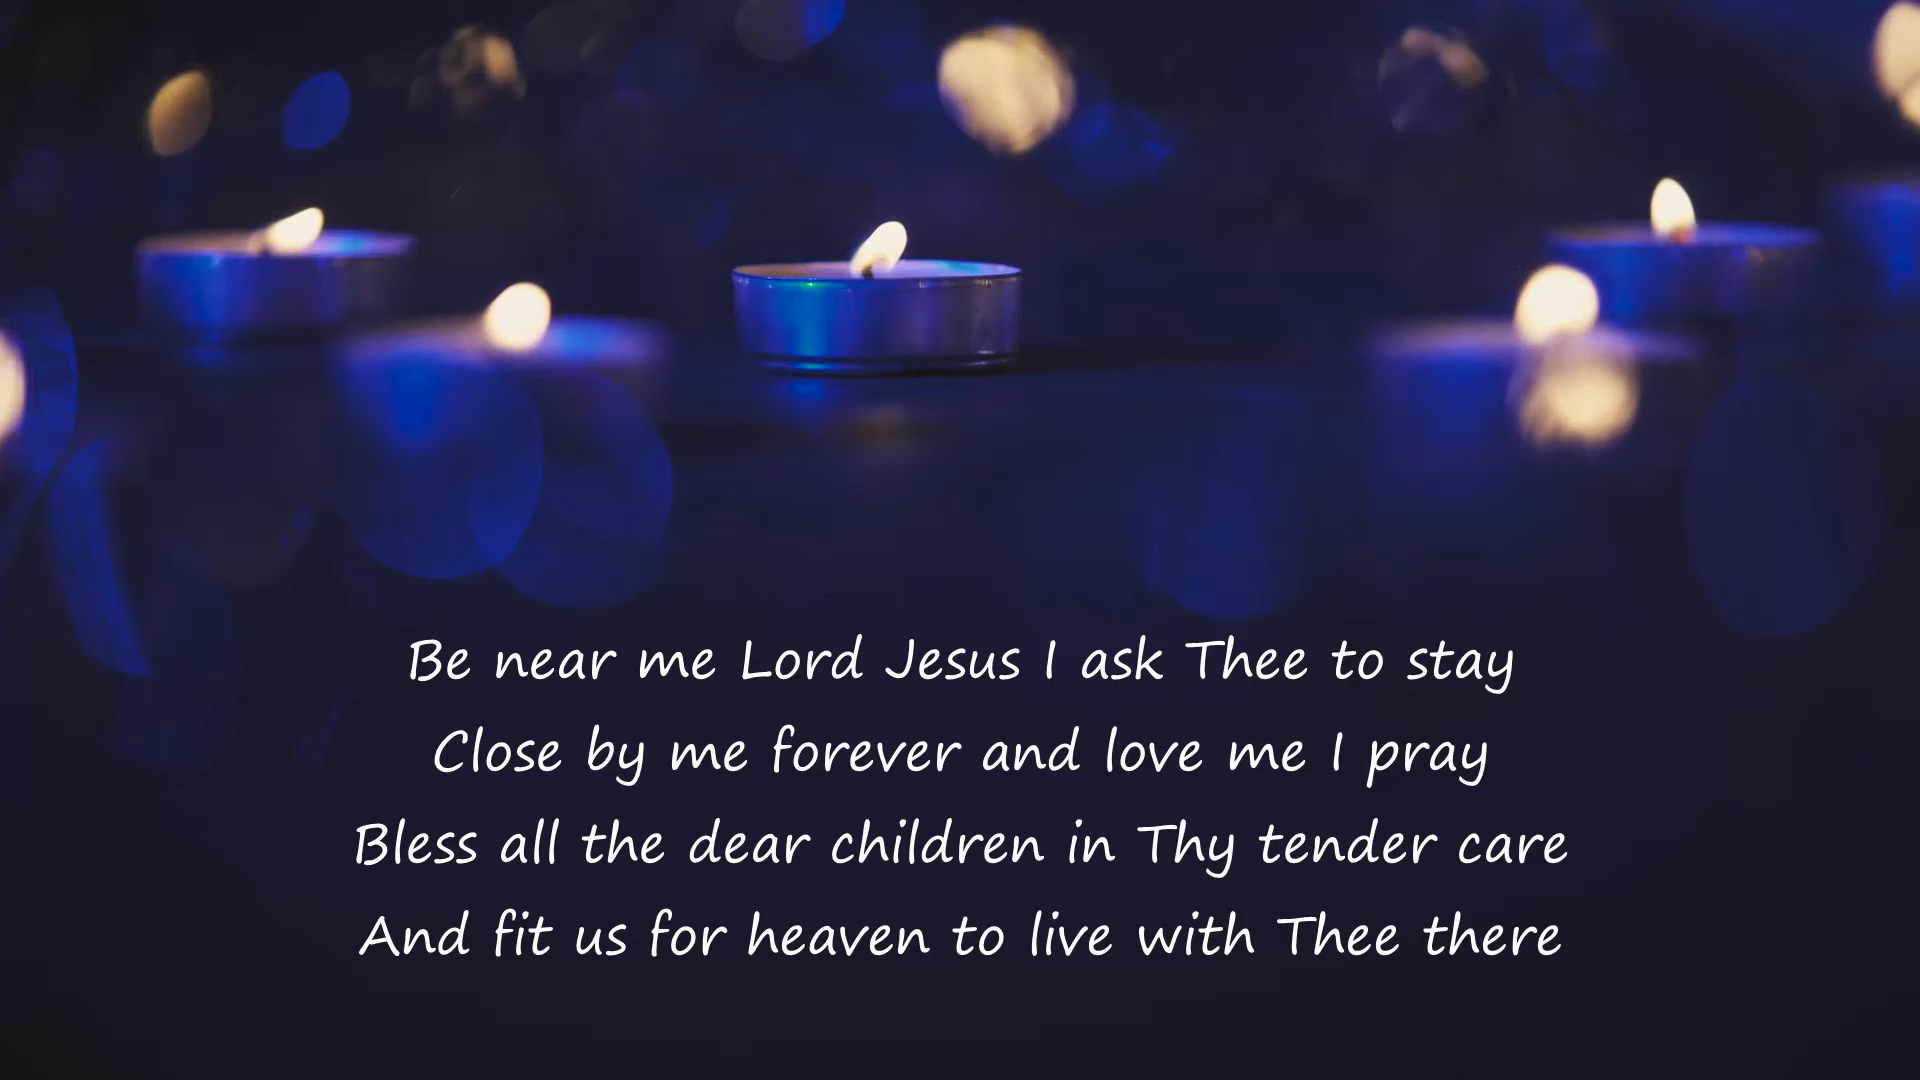 Be near me Lord Jesus I ask Thee to stay
Close by me forever and love me I pray
Bless all the dear children in Thy tender care
And fit us for heaven to live with Thee there